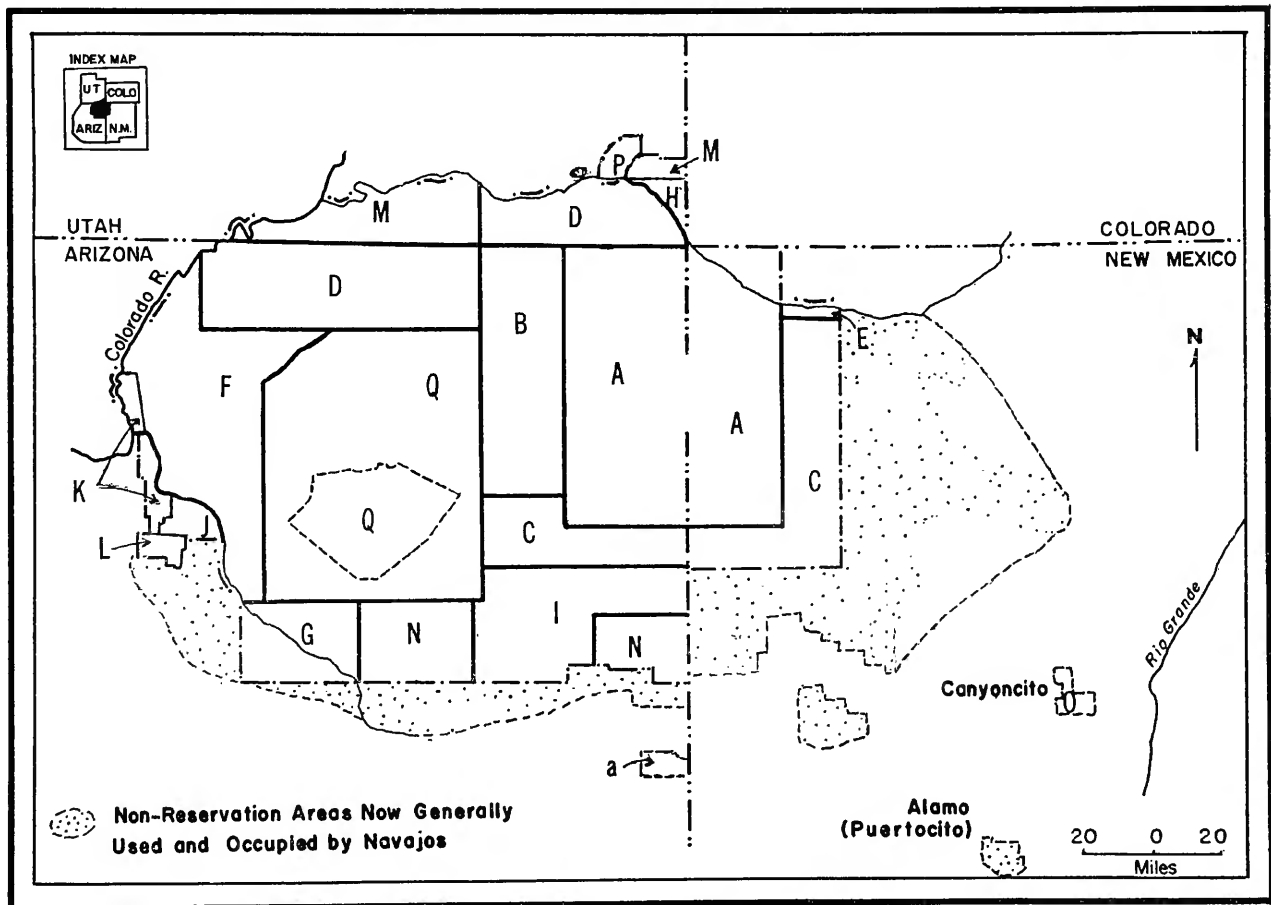 INDEX MAP
UT COLO
ARIZ N.M.
P
M
H
M
D
UTAH
ARIZONA
COLORADO
NEW MEXICO
Colorado R.
D
B
E
N
F
Q
A
A
K
C
Q
C
L
J
I
G
N
N
Rio Grande
Canyoncito
a
Non-Reservation Areas Now Generally
Used and Occupied by Navajos
Alamo
(Puertocito)
20 0 20
Miles